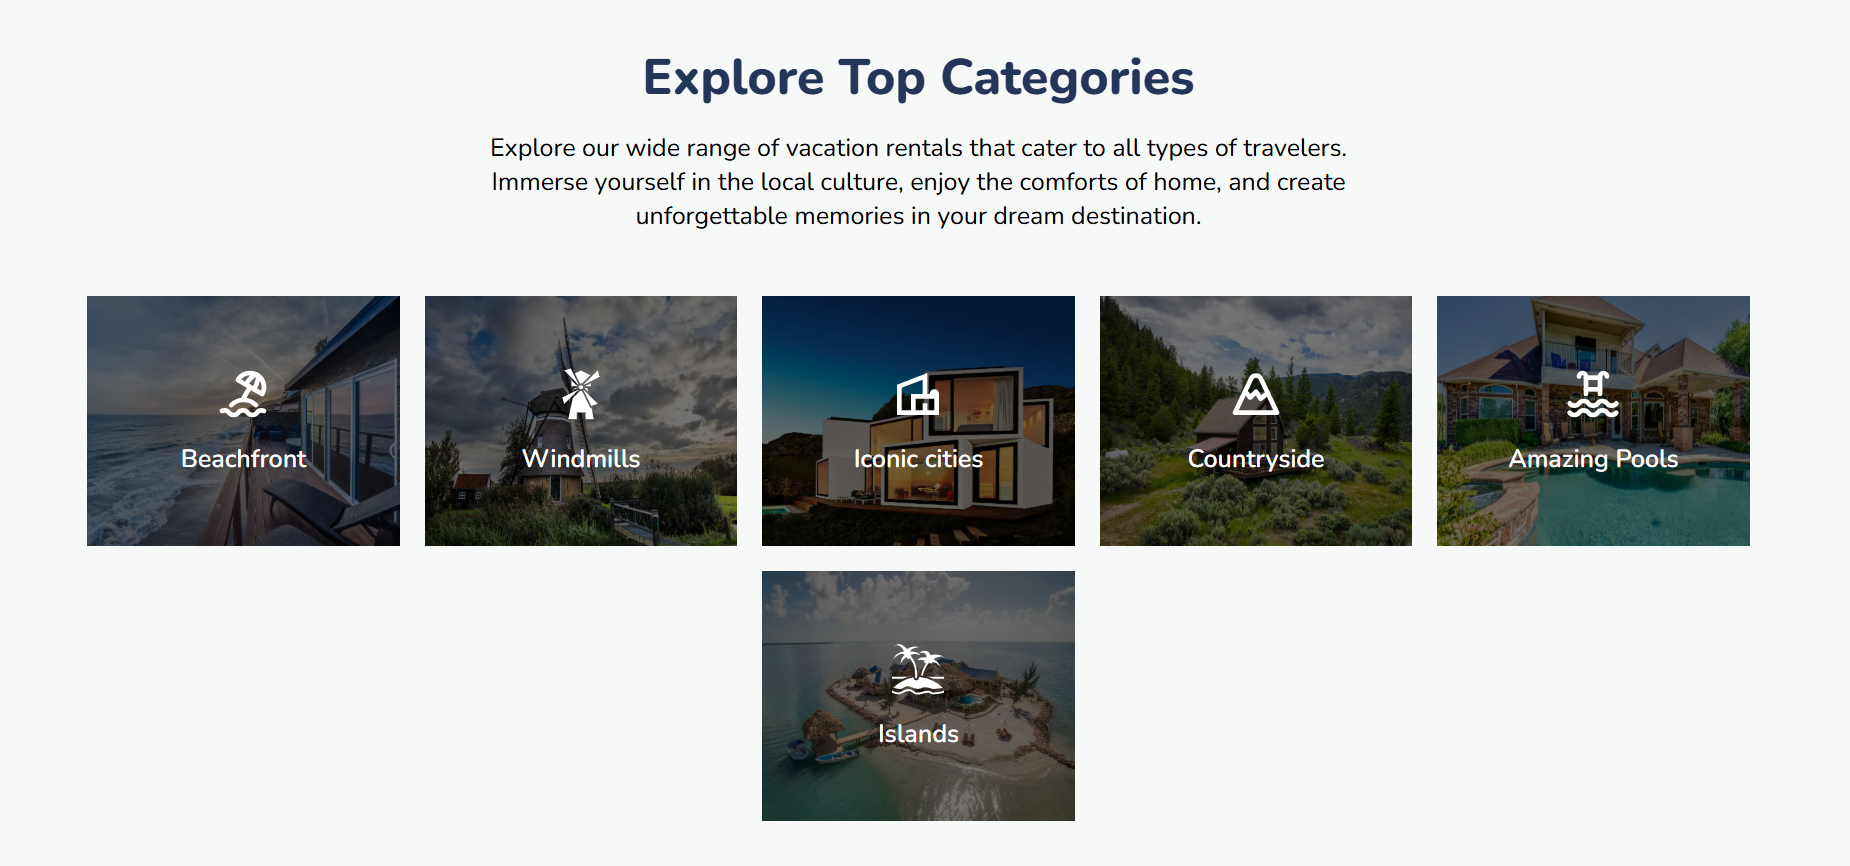 Explore Top Categories
Explore our wide range of vacation rentals that cater to all types of travelers.
Immerse yourself in the local culture, enjoy the comforts of home, and create
unforgettable memories in your dream destination.
Beachfront
Windmills
Iconic cities
Countryside
Amazing Pools
Islands